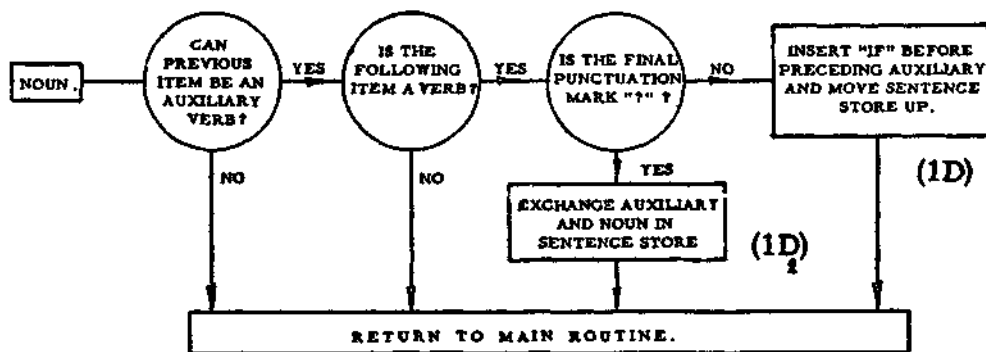 NOUN.
CAN
PREVIOUS
ITEM BE AN
AUXILIARY
VERB?
YES
NO
IS THE
FOLLOWING
ITEM A VERB?
YES
NO
IS THE FINAL
PUNCTUATION
MARK "?" ?
NO
YES
INSERT "IF" BEFORE
PRECEDING AUXILIARY
AND MOVE SENTENCE
STORE UP.
(1D)
EXCHANGE AUXILIARY
AND NOUN IN
SENTENCE STORE
(1D)
RETURN TO MAIN ROUTINE.